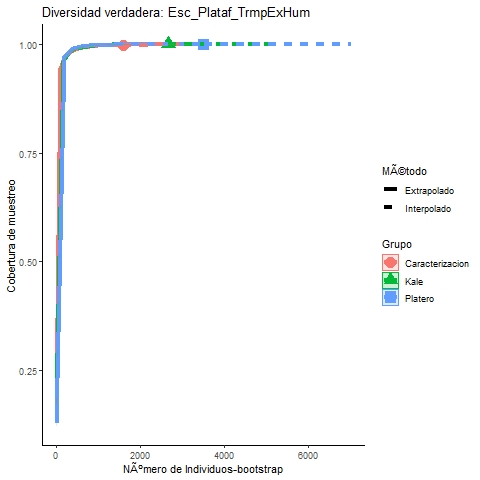 Diversidad verdadera: Esc_Plataf_TrmpExHum
1.00
0.75
0.50
0.25
Cobertura de muestreo
0
2000
4000
6000
NÃºmero de Individuos-bootstrap
MÃ©todo
Extrapolado
Interpolado
Grupo
Caracterizacion
Kale
Platero